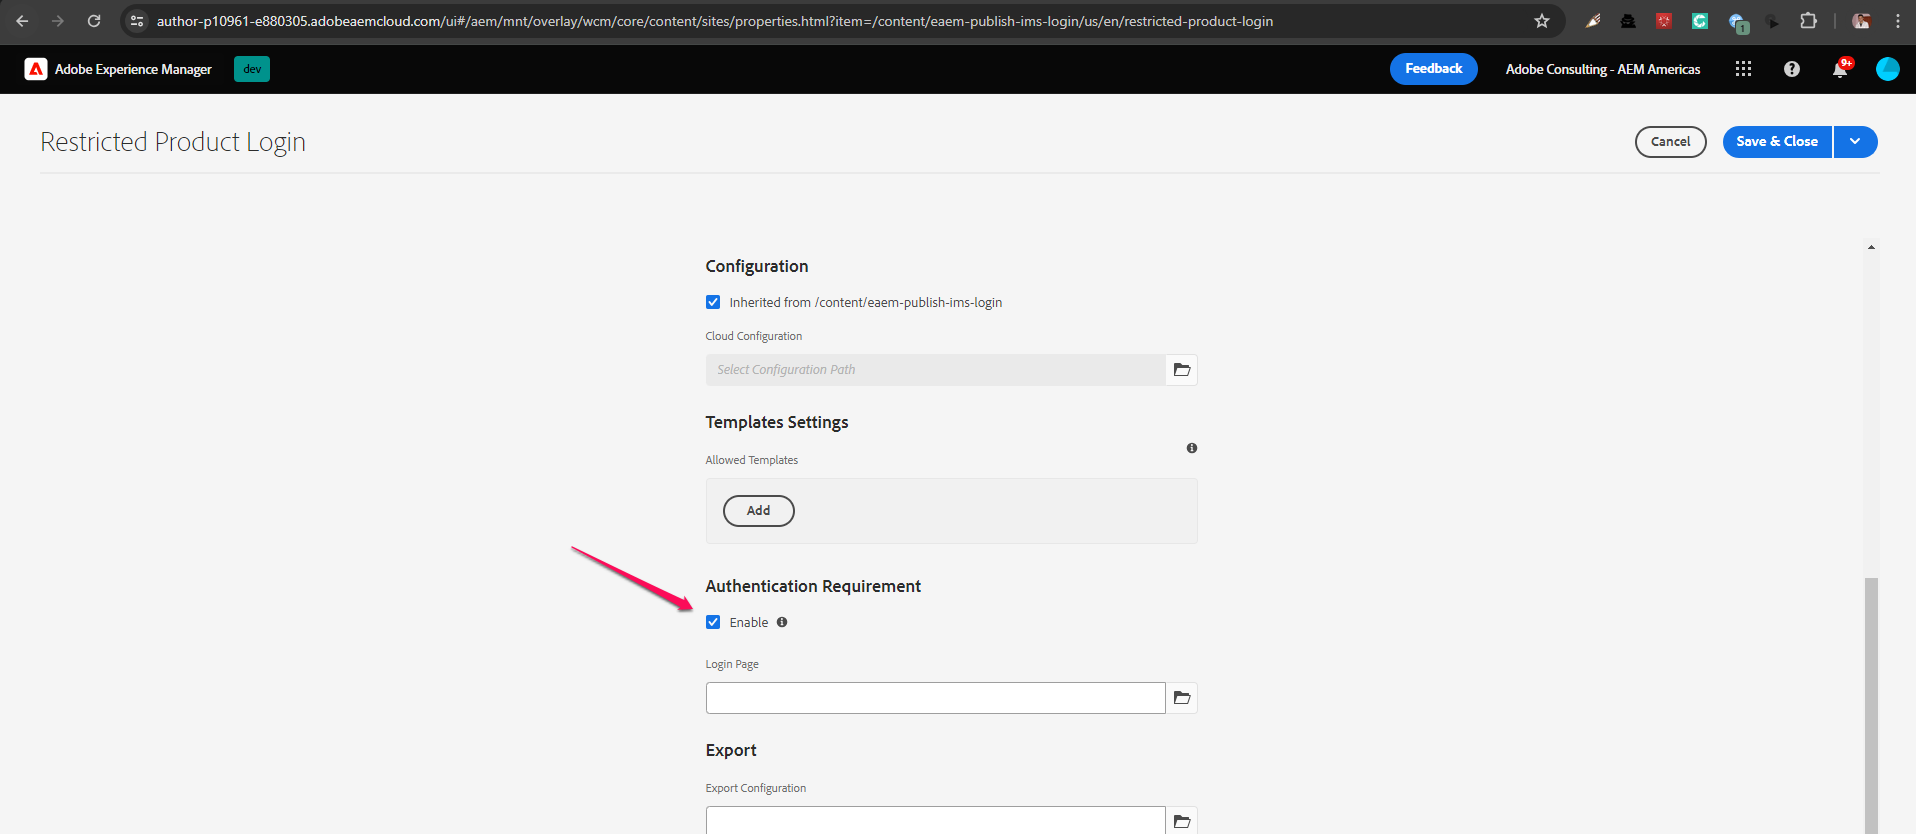 author-p10961-e880305.adobeaemcloud.com/ui#/aem/mnt/overlay/wcm/core/content/sites/properties.html?item=/content/eaem-publish-ims-login/us/en/restricted-product-login
1
Adobe Experience Manager
dev
Feedback
Adobe Consulting - AEM Americas
9+
Restricted Product Login
Cancel
Save & Close
Configuration
Inherited from /content/eaem-publish-ims-login
Cloud Configuration
Select Configuration Path
Templates Settings
Allowed Templates
Add
Authentication Requirement
Enable
Login Page
Export
Export Configuration